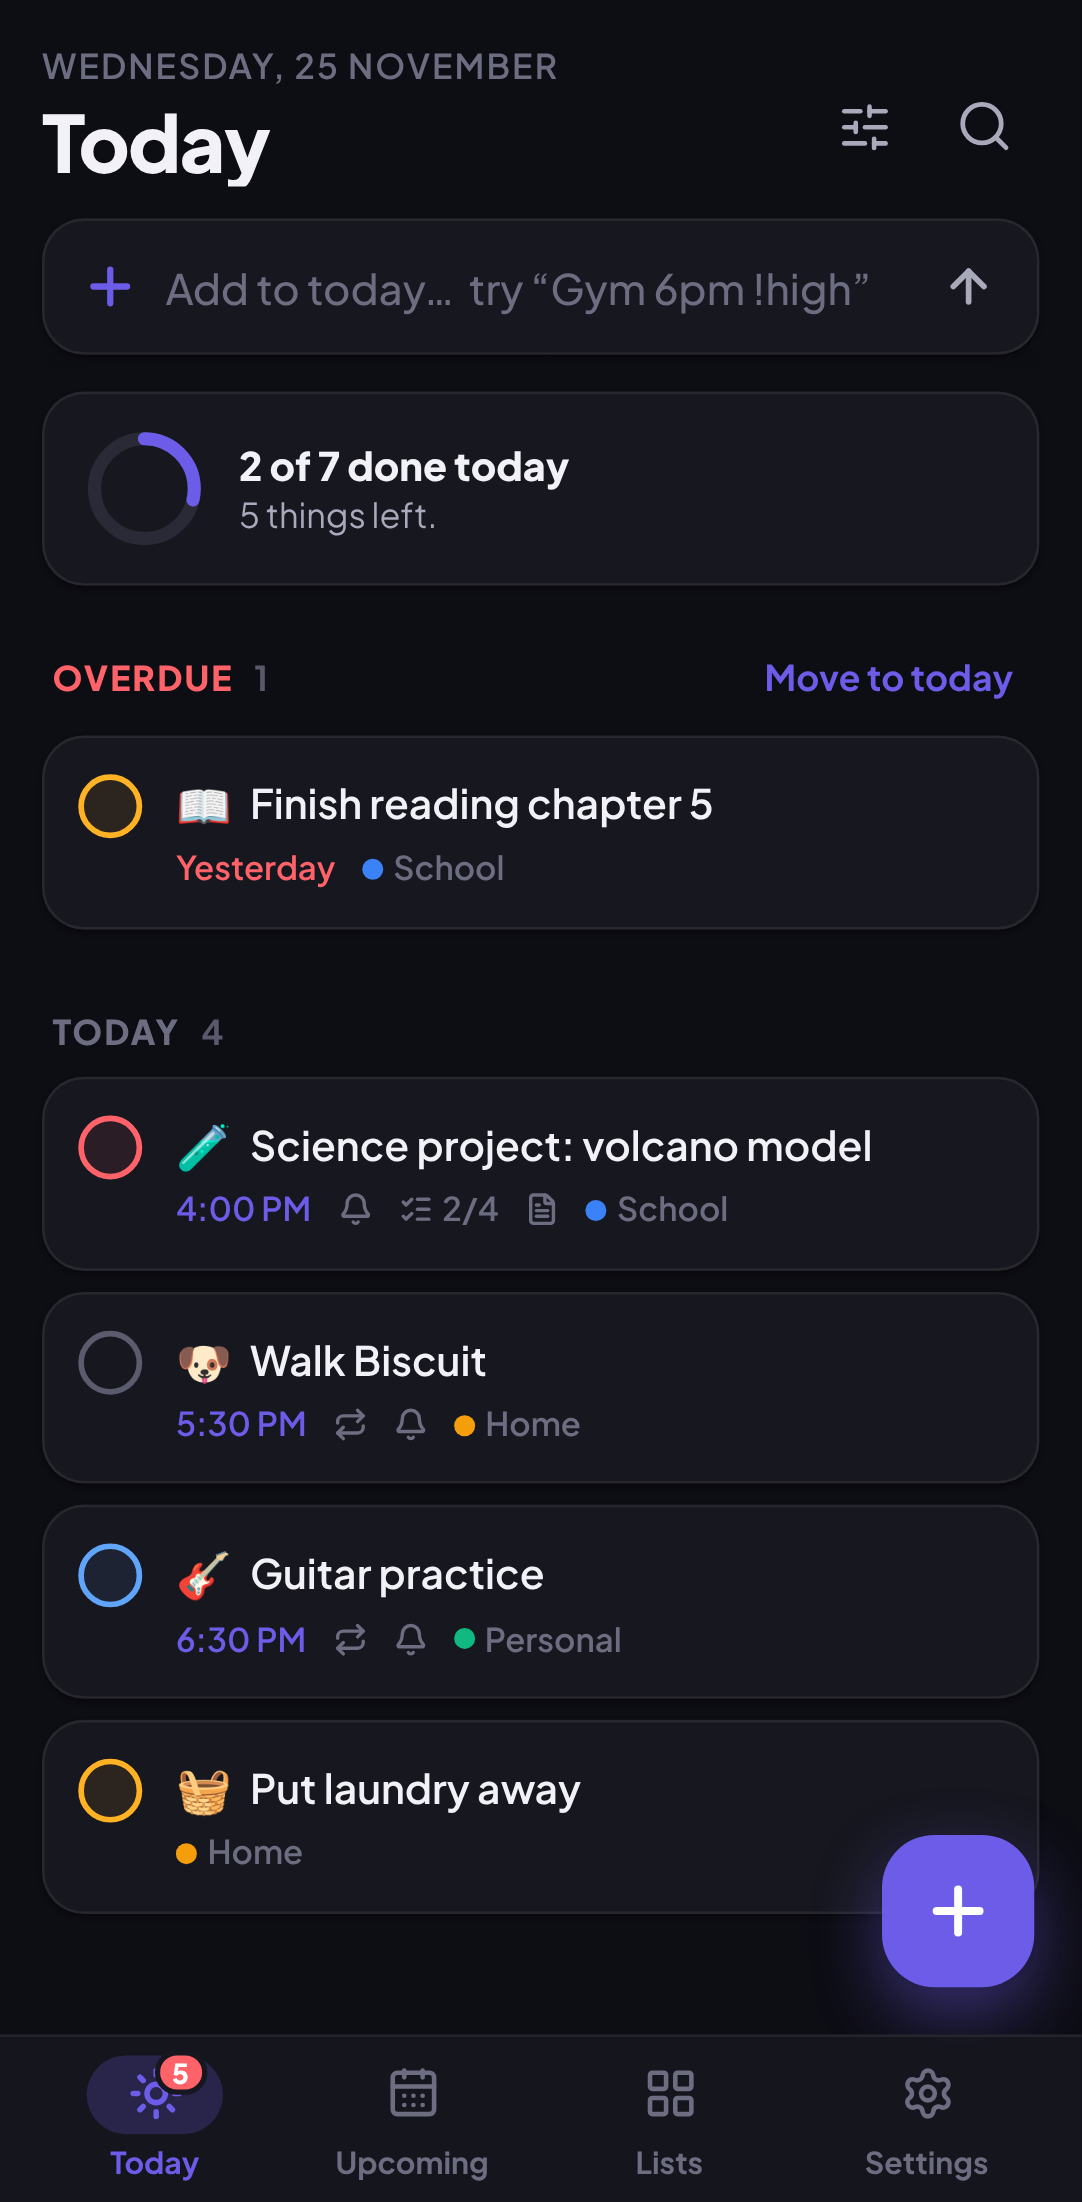 WEDNESDAY, 25 NOVEMBER
Today
Add to today… try “Gym 6pm !high”
2 of 7 done today
5 things left.
OVERDUE 1 Move to today
Finish reading chapter 5
Yesterday School
TODAY 4
Science project: volcano model
4:00 PM 2/4 School
Walk Biscuit
5:30 PM Home
Guitar practice
6:30 PM Personal
Put laundry away
Home
5
Today Upcoming Lists Settings